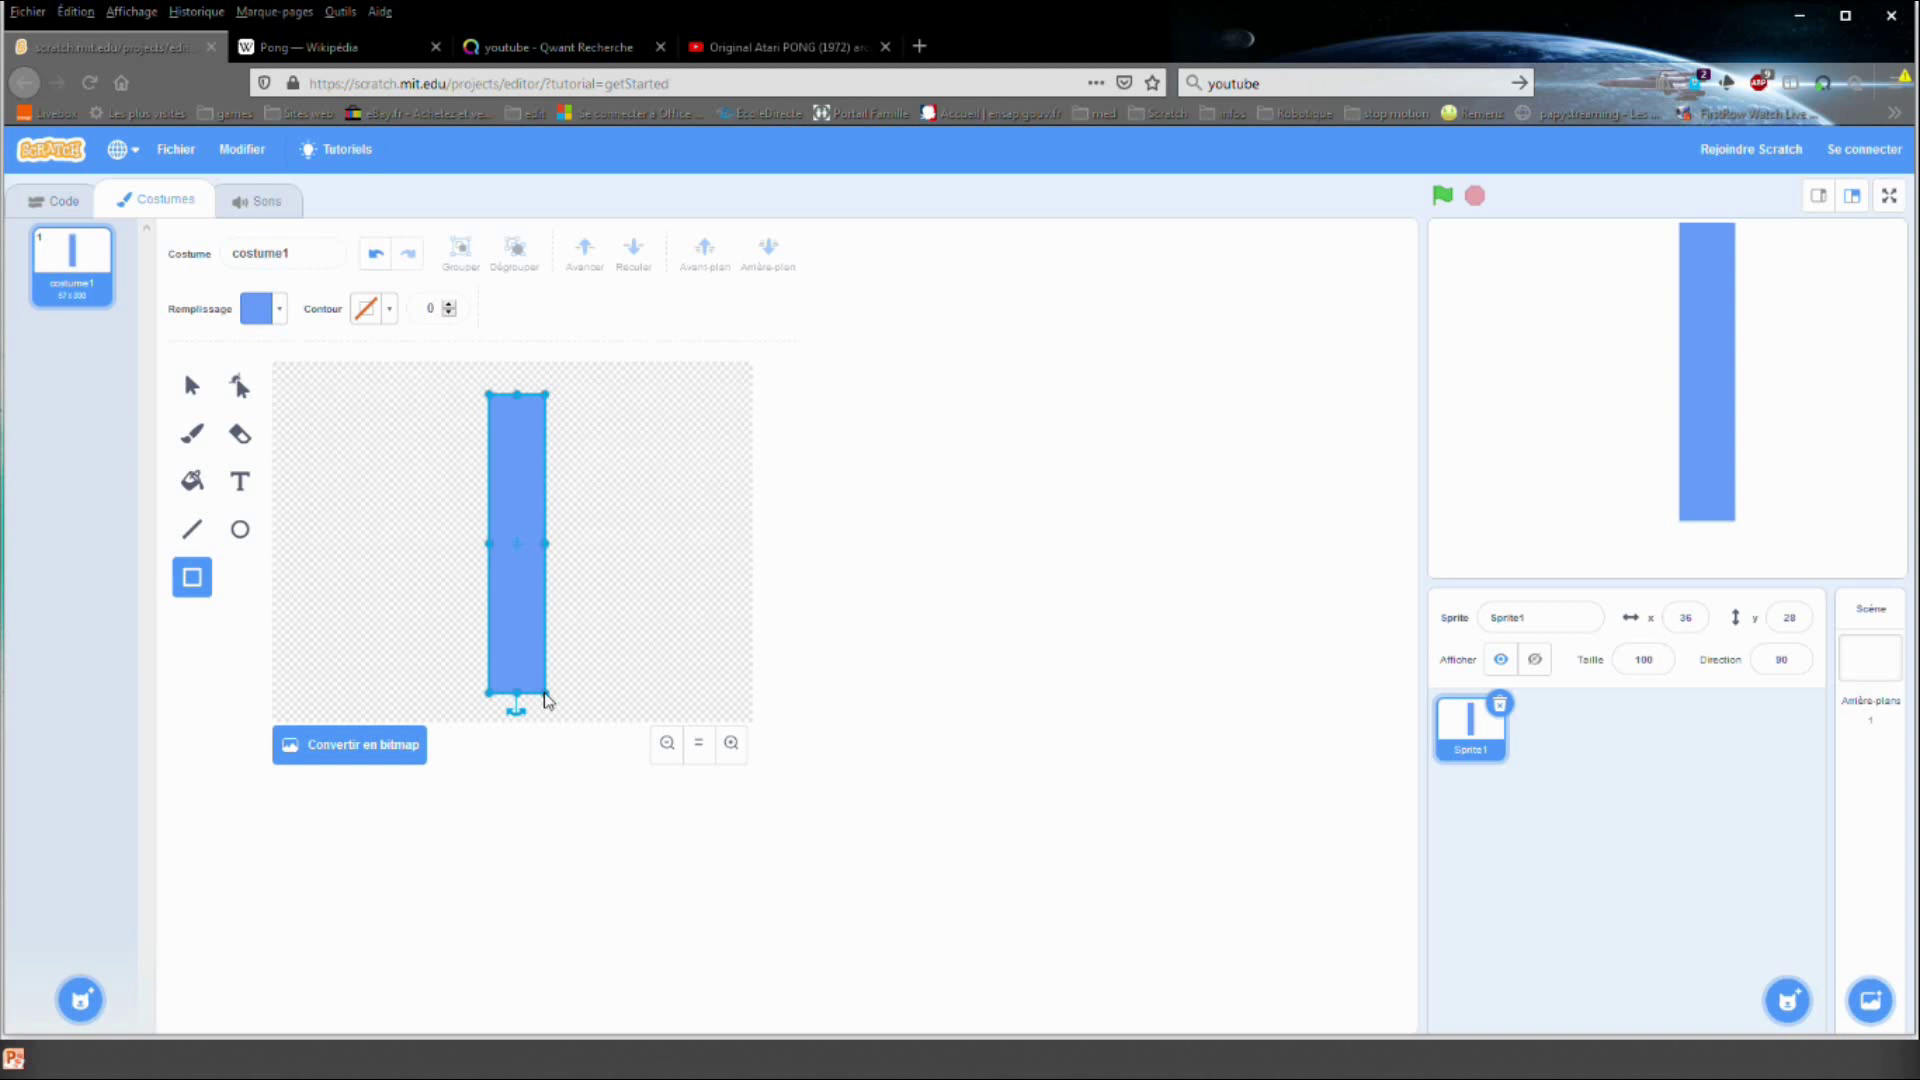 Fichier Édition Affichage Historique Marque-pages Outils Aide
scratch.mit.edu/projects/edit
Pong — Wikipédia
youtube - Qwant Recherche
Original Atari PONG (1972) arc
https://scratch.mit.edu/projects/editor/?tutorial=getStarted
youtube
2
9
Livebox
Les plus visités
games
Sites web
eBay.fr - Achetez et ve...
edit
Se connecter à Office ...
EcoleDirecte
Portail Famille
Accueil | ensap.gouv.fr
med
Scratch
infos
Robotique
stop motion
papystreaming - Les ...
FirstRow Watch Live ...
SCRATCH
Fichier
Modifier
Tutoriels
Rejoindre Scratch
Se connecter
Code
Costumes
Sons
1
costume1
Costume
costume1
Grouper
Dégrouper
Avancer
Reculer
Avant-plan
Arrière-plan
Remplissage
Contour
0
T
Convertir en bitmap
Sprite
Sprite1
x
36
y
28
Afficher
Taille
100
Direction
90
Sprite1
Scène
Arrière-plans
1